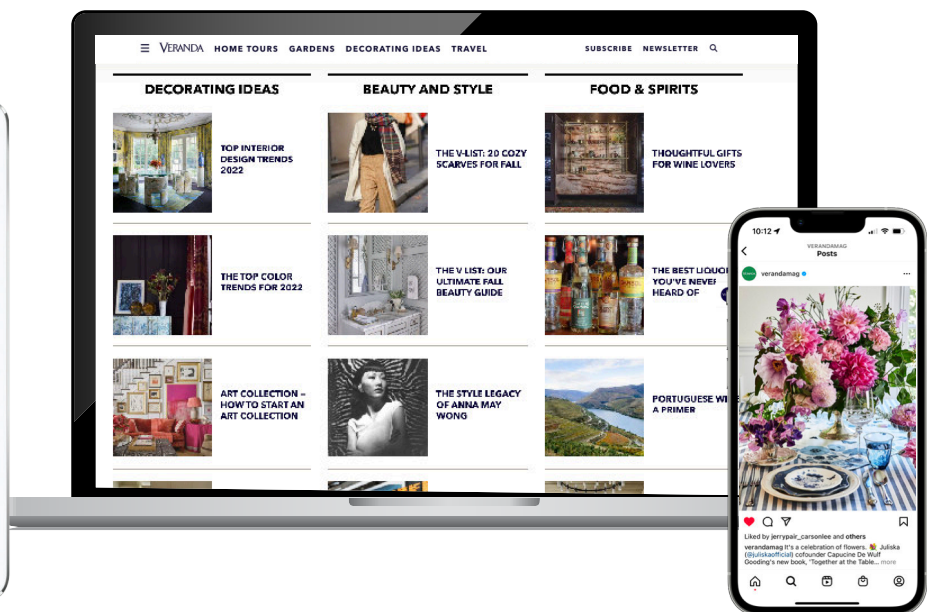 VERANDA HOME TOURS GARDENS DECORATING IDEAS TRAVEL
SUBSCRIBE NEWSLETTER
DECORATING IDEAS
TOP INTERIOR
DESIGN TRENDS
2022
THE TOP COLOR
TRENDS FOR 2022
ART COLLECTION –
HOW TO START AN
ART COLLECTION
BEAUTY AND STYLE
THE V-LIST: 20 COZY
SCARVES FOR FALL
THE V LIST: OUR
ULTIMATE FALL
BEAUTY GUIDE
THE STYLE LEGACY
OF ANNA MAY
WONG
FOOD & SPIRITS
THOUGHTFUL GIFTS
FOR WINE LOVERS
THE BEST LIQUO
YOU'VE NEVER
HEARD OF
PORTUGUESE WI
A PRIMER
10:12
VERANDAMAG
Posts
verandamag
Liked by jerrypair_carsonlee and others
verandamag It's a celebration of flowers. Juliska
(@juliskaofficial) cofounder Capucine De Wulf
Gooding's new book, 'Together at the Table... more